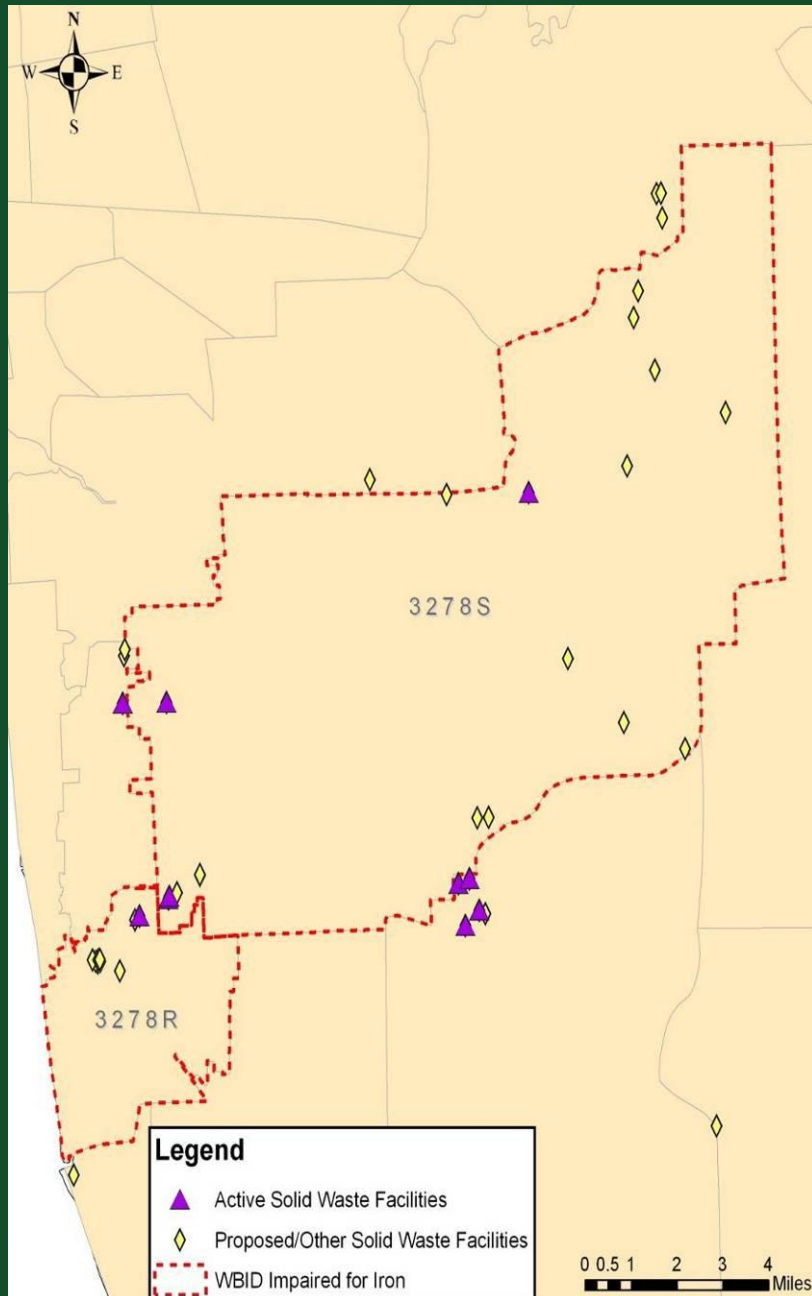 N
W E
S
3278S
3278R
Legend
Active Solid Waste Facilities
Proposed/Other Solid Waste Facilities
WBID Impaired for Iron
0 0.5 1 2 3 4
Miles